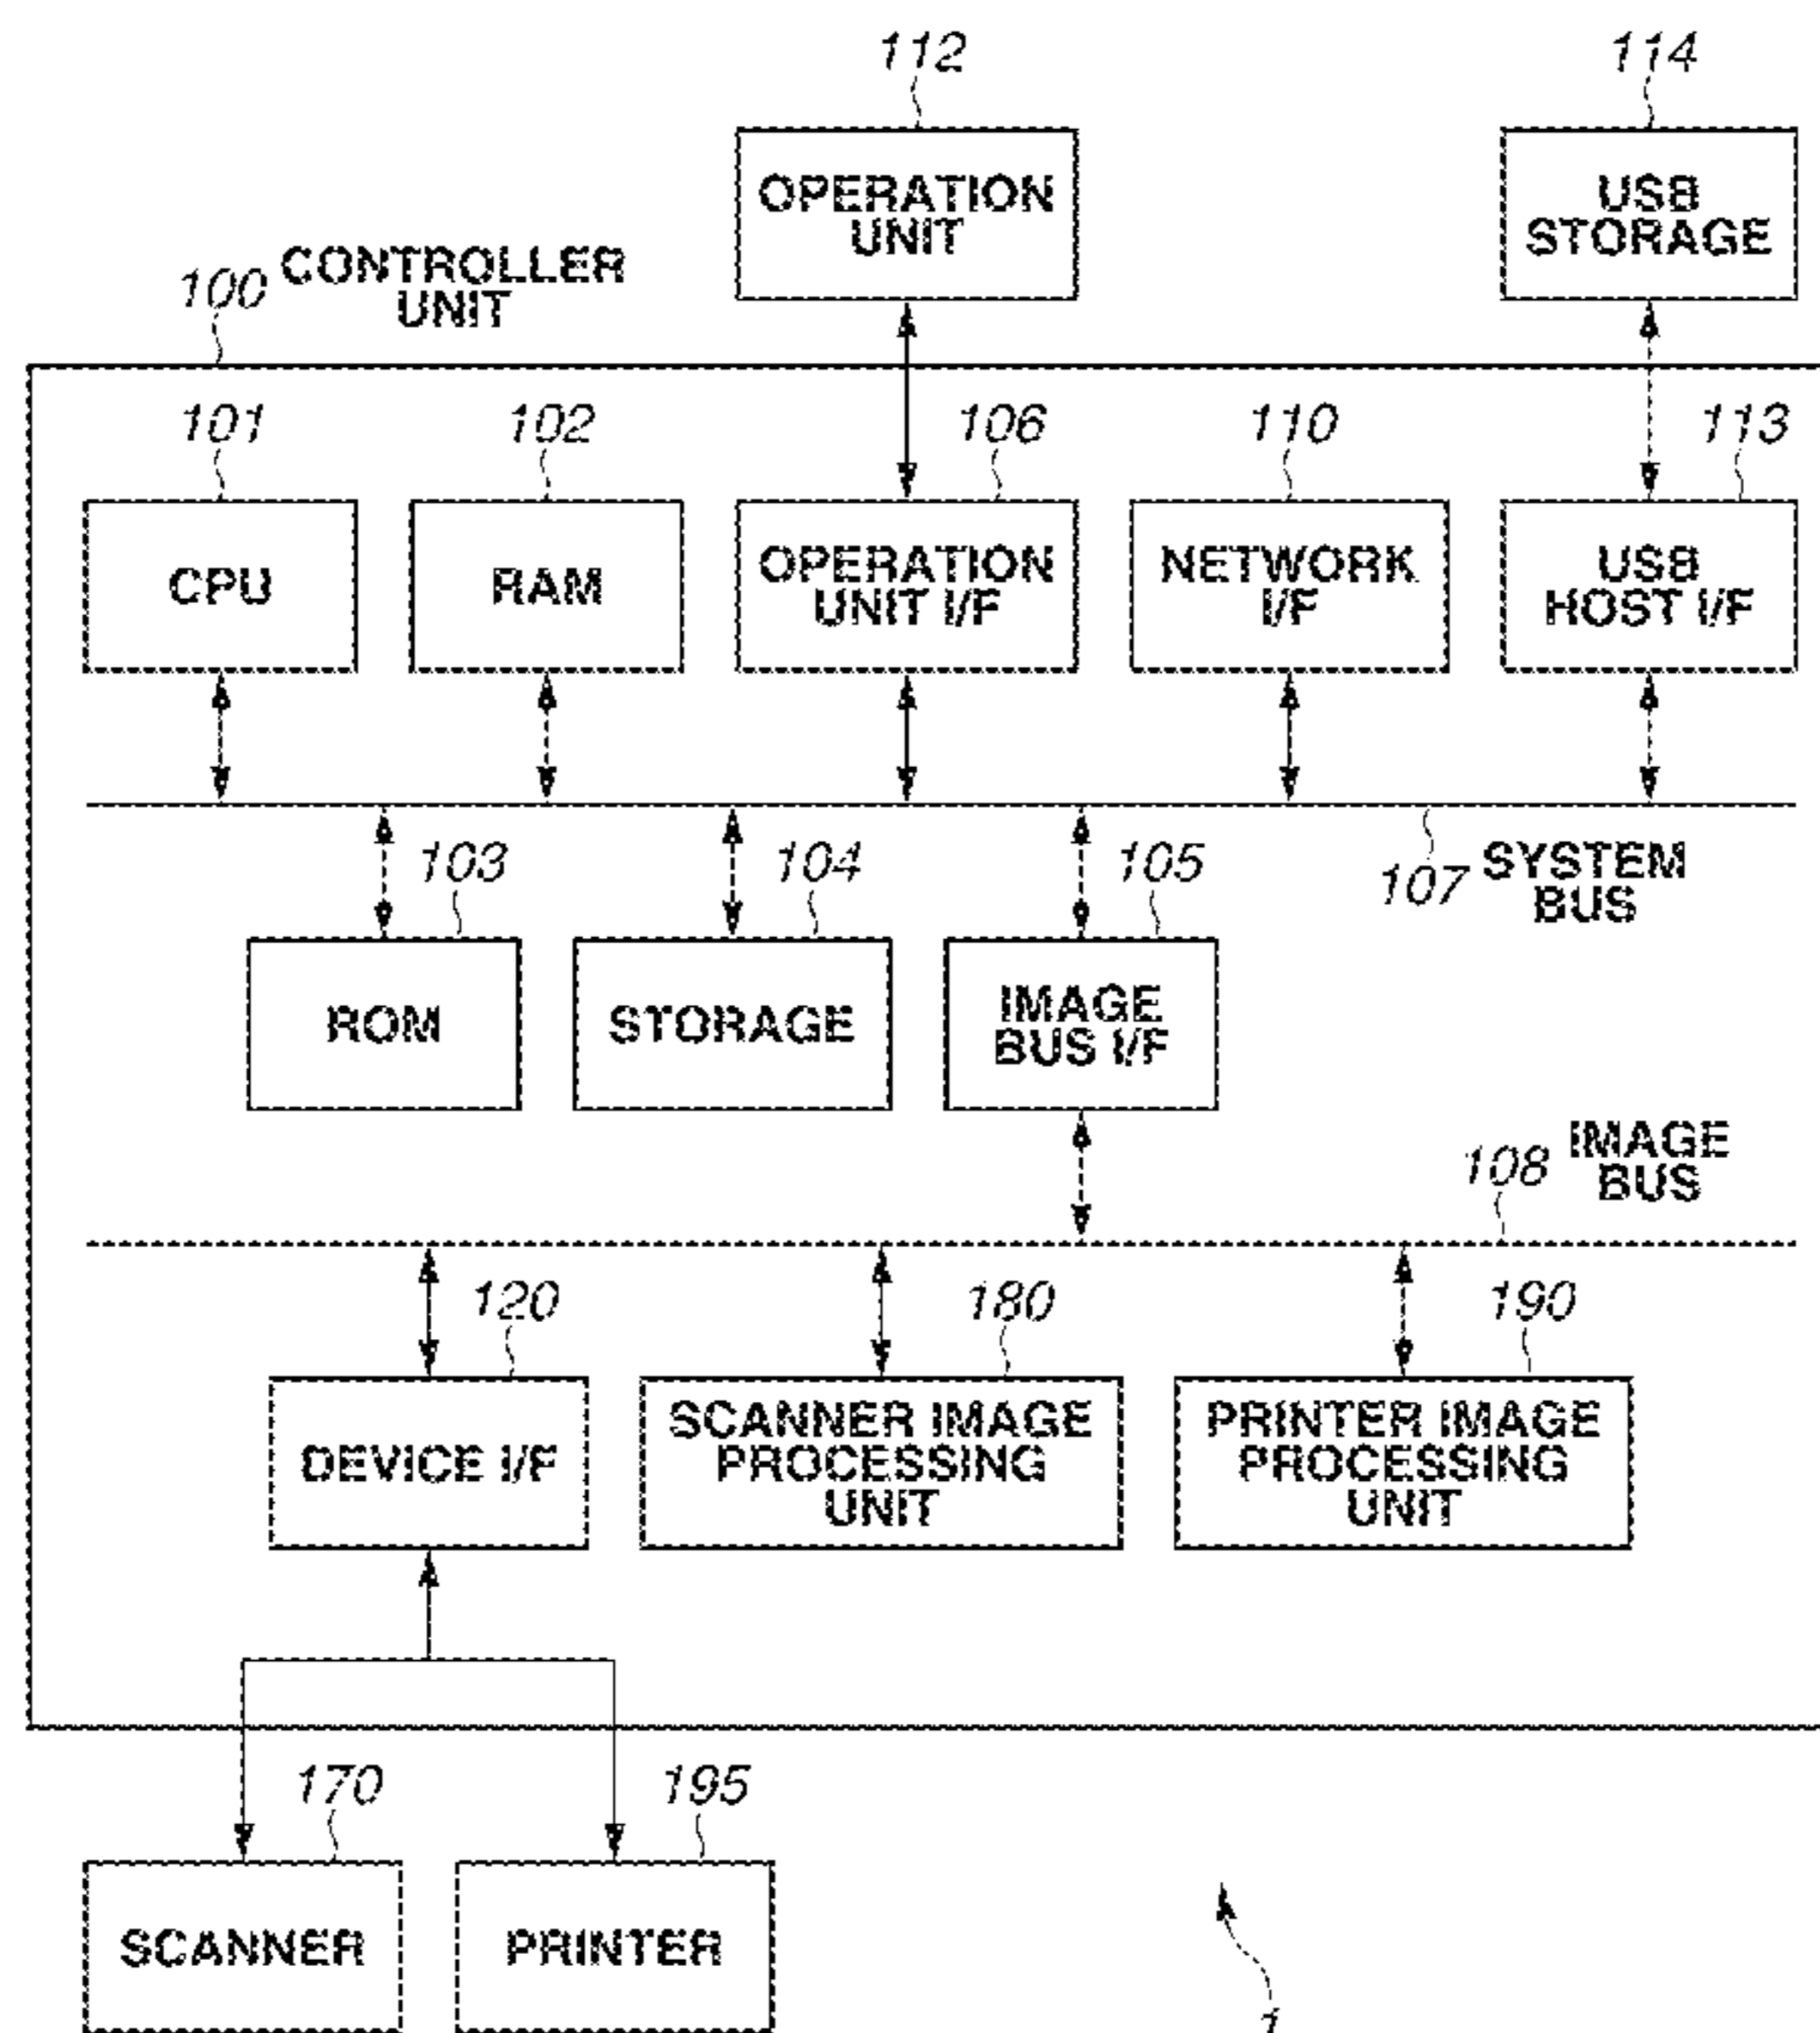 112
114
OPERATION
UNIT
USB
STORAGE
100 CONTROLLER
UNIT
101
102
106
110
113
CPU
RAM
OPERATION
UNIT I/F
NETWORK
I/F
USB
HOST I/F
103
104
105
107 SYSTEM
BUS
ROM
STORAGE
IMAGE
BUS I/F
108 IMAGE
BUS
120
180
190
DEVICE I/F
SCANNER IMAGE
PROCESSING
UNIT
PRINTER IMAGE
PROCESSING
UNIT
170
195
SCANNER
PRINTER
1